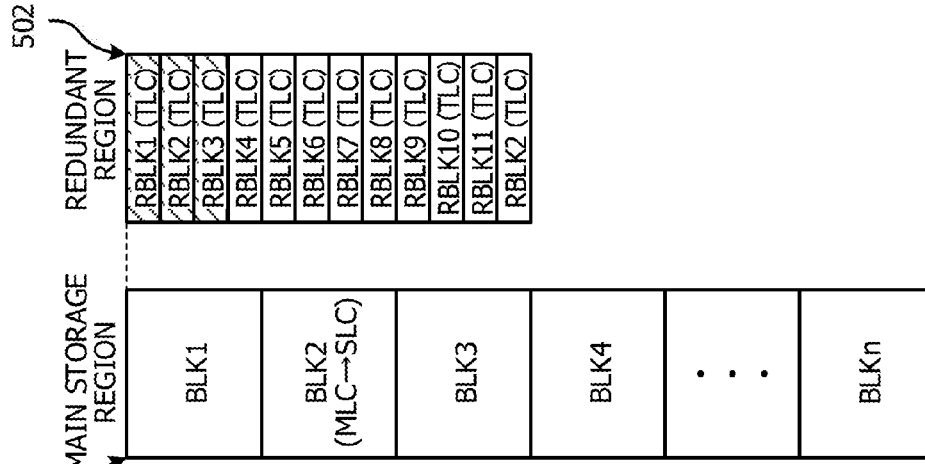 MAIN STORAGE
REGION
BLK1
BLK2
(MLC→SLC)
BLK3
BLK4
. . .
BLKn
502
REDUNDANT
REGION
RBLK1 (TLC)
RBLK2 (TLC)
RBLK3 (TLC)
RBLK4 (TLC)
RBLK5 (TLC)
RBLK6 (TLC)
RBLK7 (TLC)
RBLK8 (TLC)
RBLK9 (TLC)
RBLK10 (TLC)
RBLK11 (TLC)
RBLK2 (TLC)